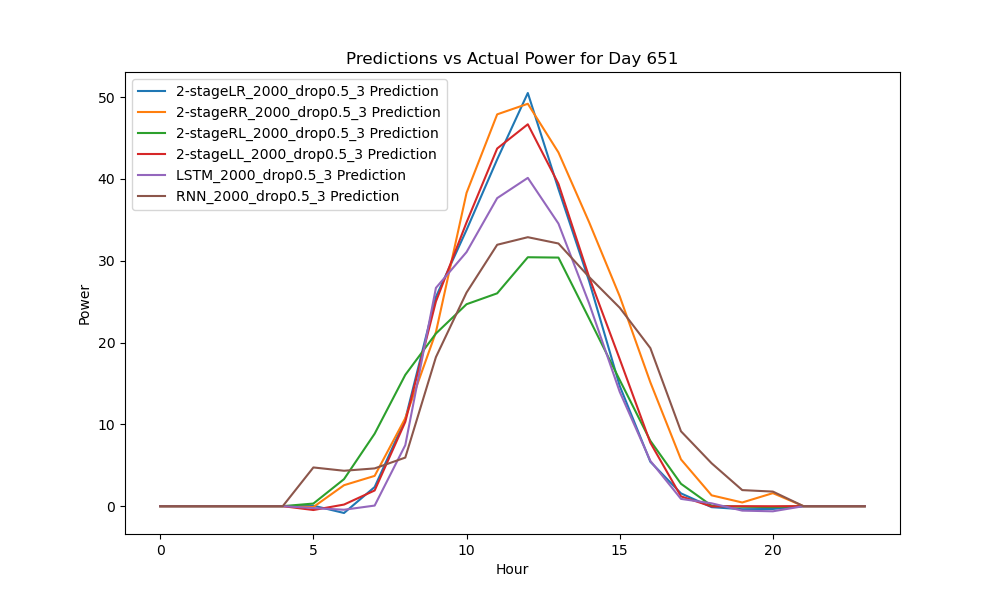 Predictions vs Actual Power for Day 651
2-stageLR_2000_drop0.5_3 Prediction
2-stageRR_2000_drop0.5_3 Prediction
2-stageRL_2000_drop0.5_3 Prediction
2-stageLL_2000_drop0.5_3 Prediction
LSTM_2000_drop0.5_3 Prediction
RNN_2000_drop0.5_3 Prediction
50
40
30
20
10
0
Power
0 5 10 15 20
Hour